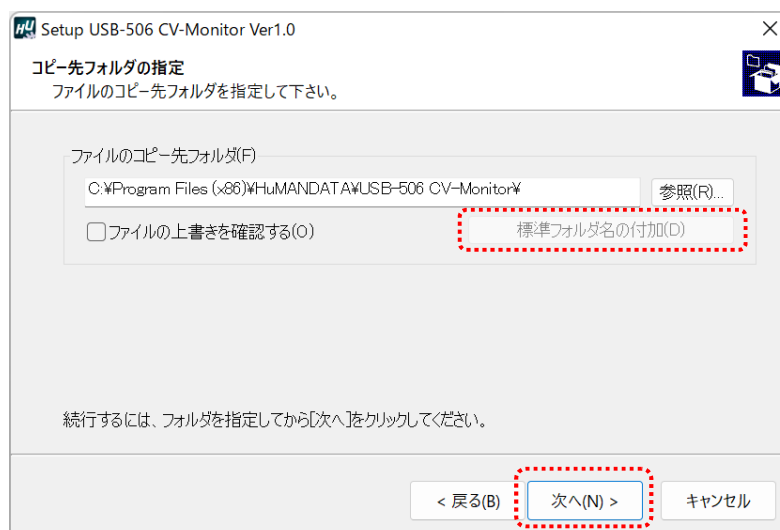 HU Setup USB-506 CV-Monitor Ver1.0
コピー先フォルダの指定
ファイルのコピー先フォルダを指定して下さい。
ファイルのコピー先フォルダ(F)
C:¥Program Files (x86)¥HuMANDATA¥USB-506 CV-Monitor¥
参照(R)...
ファイルの上書きを確認する(O)
標準フォルダ名の付加(D)
続行するには、フォルダを指定してから[次へ]をクリックしてください。
< 戻る(B)
次へ(N) >
キャンセル